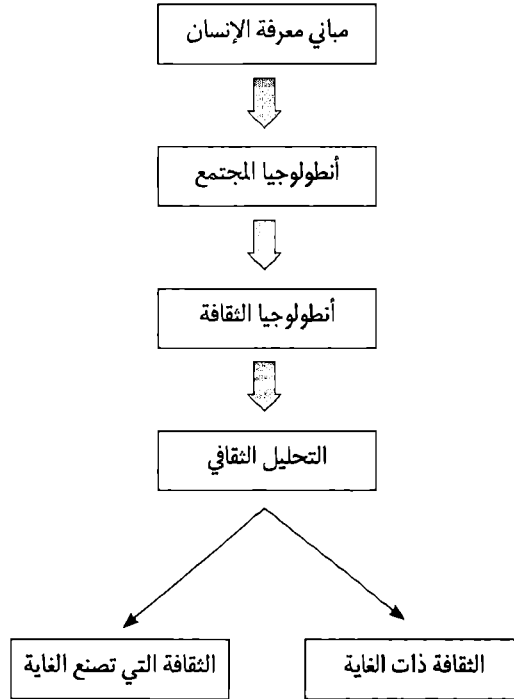 مباني معرفة الإنسان
أنطولوجيا المجتمع
أنطولوجيا الثقافة
التحليل الثقافي
الثقافة ذات الغاية
الثقافة التي تصنع الغاية